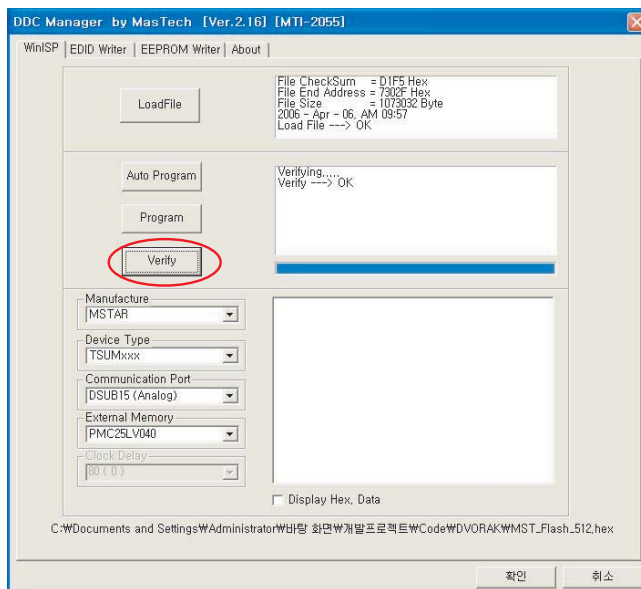 DDC Manager by MasTech [Ver.2.16] [MTI-2055]
WinISP EDID Writer EEPROM Writer About
LoadFile
File CheckSum = D1F5 Hex
File End Address = 7302F Hex
File Size = 1073032 Byte
2006 - Apr - 06, AM 09:57
Load File ---> OK
Auto Program
Program
Verify
Verifying.....
Verify ---> OK
Manufacture
MSTAR
Device Type
TSUMxxx
Communication Port
DSUB15 (Analog)
External Memory
PMC25LV040
Clock Delay
80 ( 0 )
Display Hex, Data
C:₩Documents and Settings₩Administrator₩바탕 화면₩개발프로젝트₩Code₩DVORAK₩MST_Flash_512.hex
확인
취소